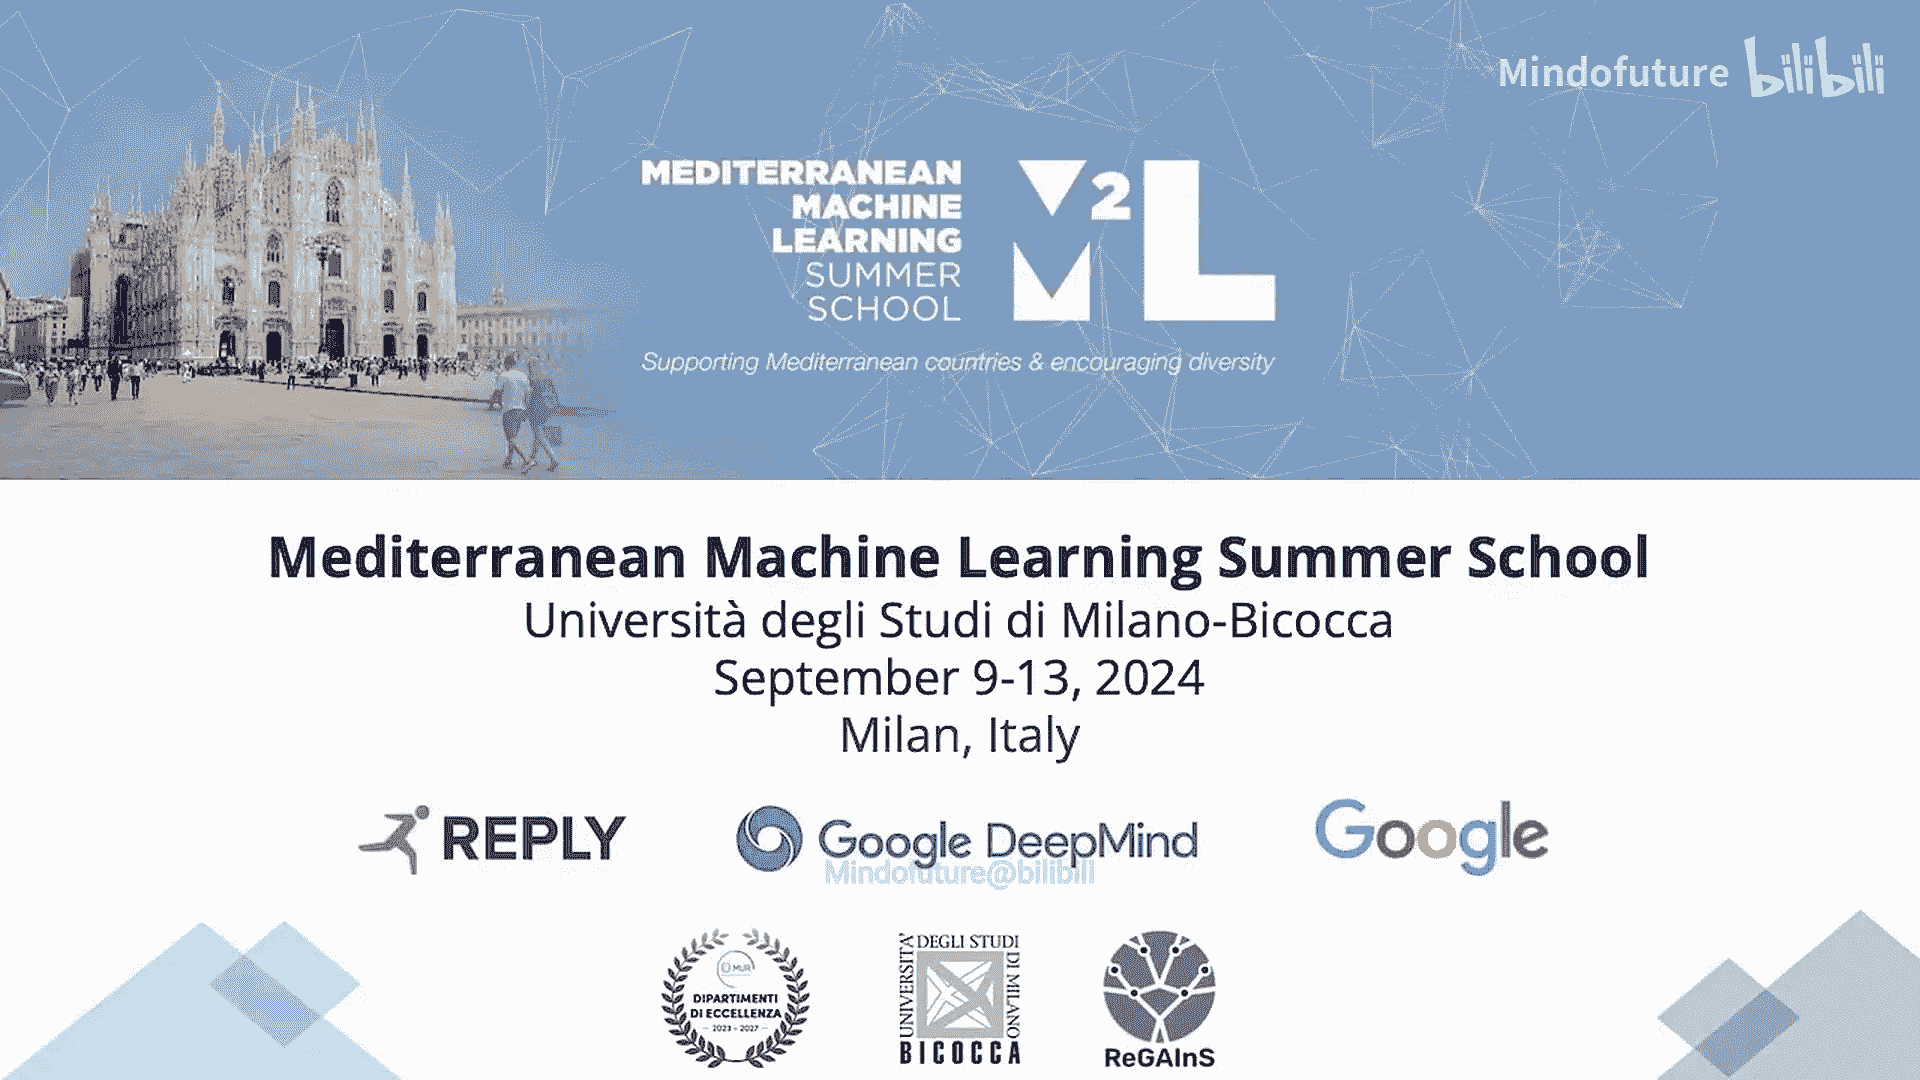 Mindofuture bilibili
MEDITERRANEAN
MACHINE
LEARNING
SUMMER
SCHOOL
M2L
Supporting Mediterranean countries & encouraging diversity
Mediterranean Machine Learning Summer School
Università degli Studi di Milano-Bicocca
September 9-13, 2024
Milan, Italy
REPLY
Google DeepMind
Google
Mindofuture@bilibili
MUR
DIPARTIMENTI
DI ECCELLENZA
2023 - 2027
UNIVERSITA'
DEGLI STUDI
DI MILANO
BICOCCA
ReGAInS